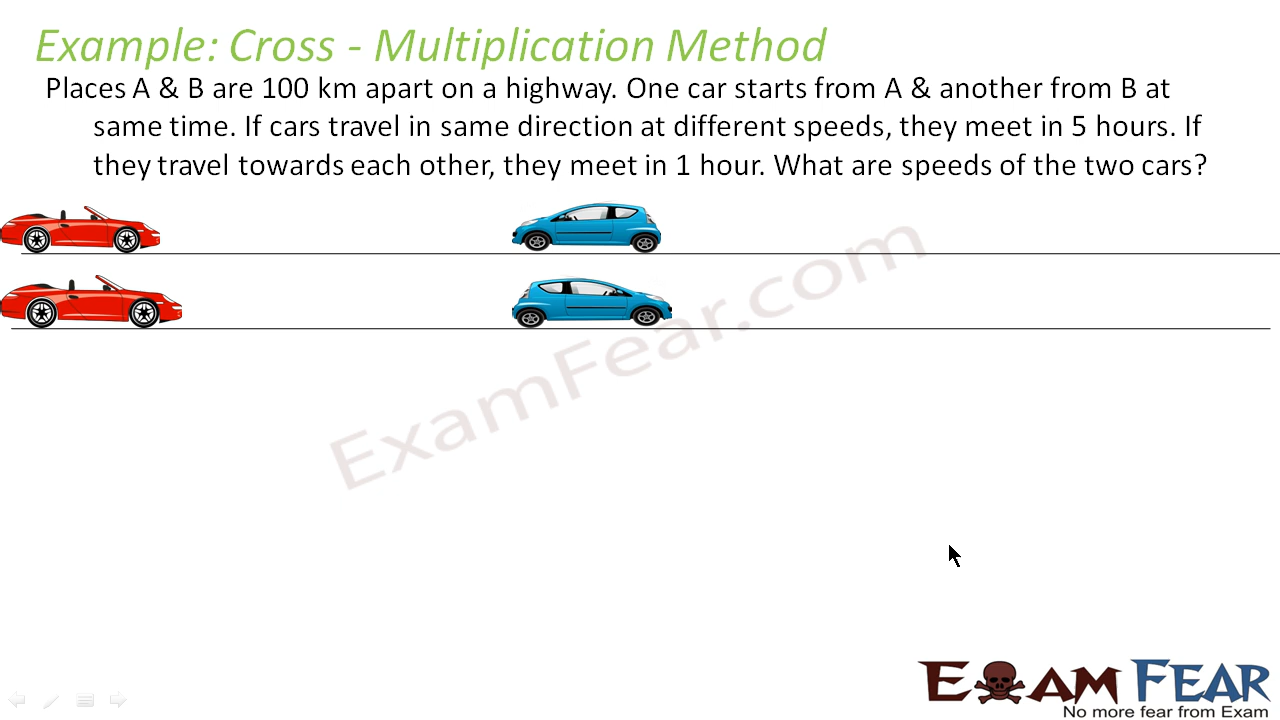 Example: Cross - Multiplication Method
Places A & B are 100 km apart on a highway. One car starts from A & another from B at
same time. If cars travel in same direction at different speeds, they meet in 5 hours. If
they travel towards each other, they meet in 1 hour. What are speeds of the two cars?
ExamFear.com
EXAM FEAR
No more fear from Exam